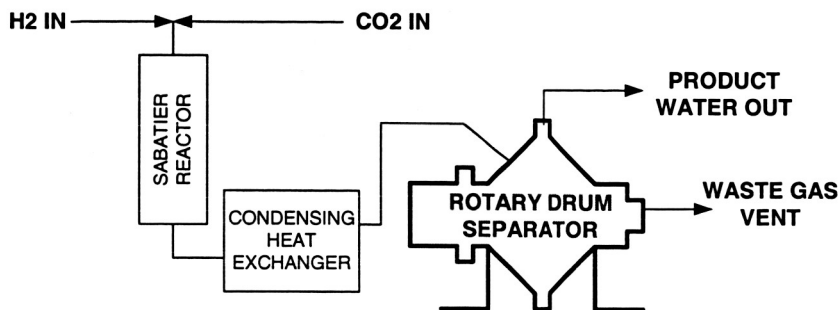 H2 IN
CO2 IN
SABATIER
REACTOR
CONDENSING
HEAT
EXCHANGER
ROTARY DRUM
SEPARATOR
PRODUCT
WATER OUT
WASTE GAS
VENT